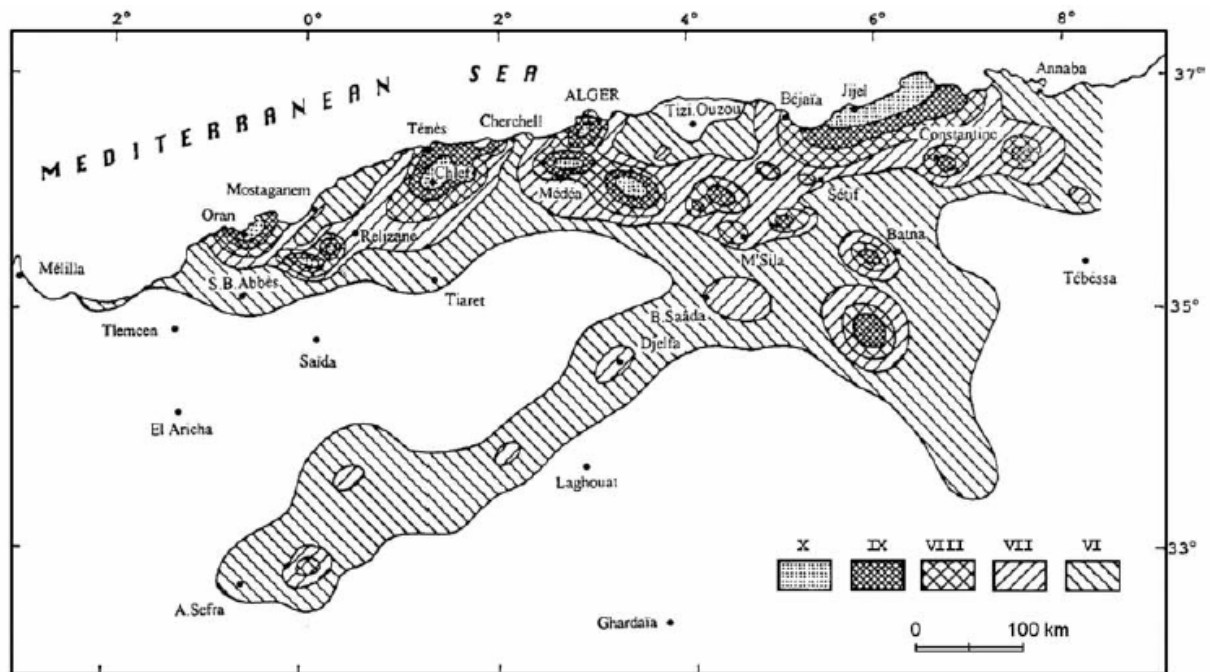 2° 0° 2° 4° 6° 8°
MEDITERRANEAN SEA
37°
Annaba
ALGER
Tizi.Ouzou
Béjaïa
Jijel
Cherchell
Ténès
Constantine
Chlef
Mostaganem
Médéa
Sétif
Oran
Relizane
Batna
M'Sila
Mélilla
S.B.Abbès
Tiaret
Tébéssa
B.Saâda
35°
Tlemcen
Saïda
Djelfa
El Aricha
Laghouat
X IX VIII VII VI
33°
A.Sefra
Ghardaïa
0 100 km